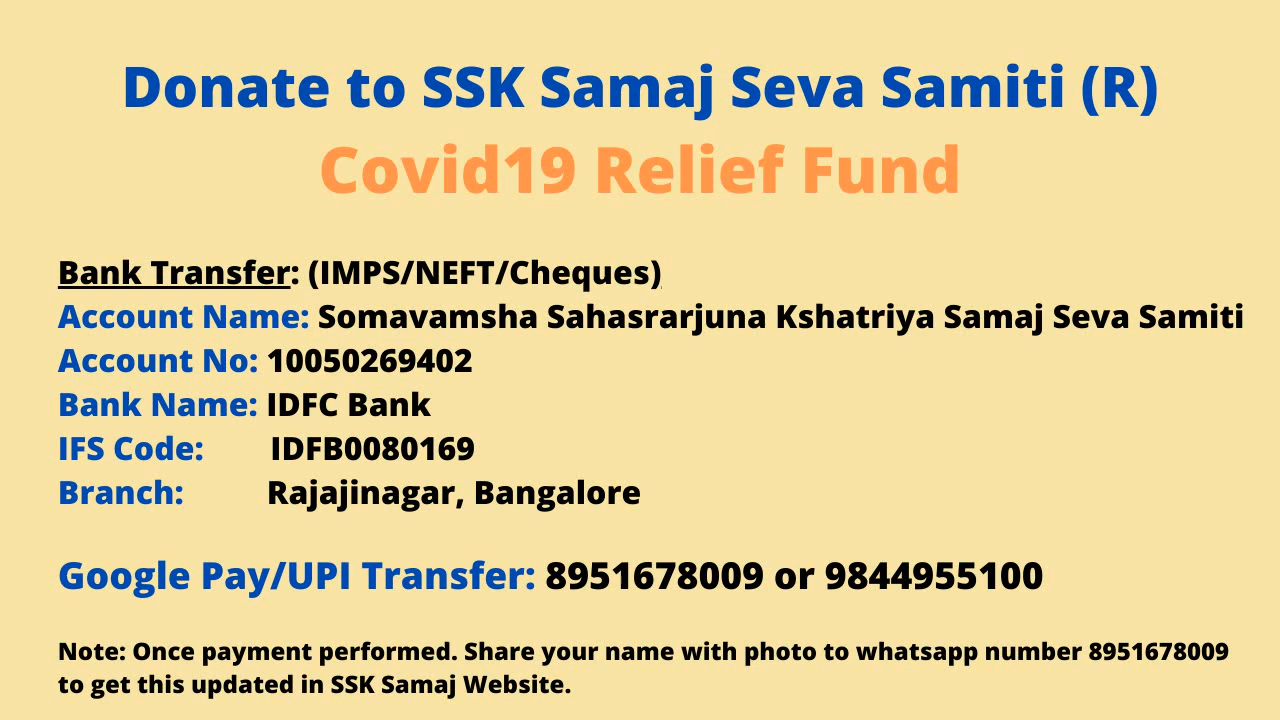 Donate to SSK Samaj Seva Samiti (R)
Covid19 Relief Fund
Bank Transfer: (IMPS/NEFT/Cheques)
Account Name: Somavamsha Sahasrarjuna Kshatriya Samaj Seva Samiti
Account No: 10050269402
Bank Name: IDFC Bank
IFS Code: IDFB0080169
Branch: Rajajinagar, Bangalore
Google Pay/UPI Transfer: 8951678009 or 9844955100
Note: Once payment performed. Share your name with photo to whatsapp number 8951678009
to get this updated in SSK Samaj Website.